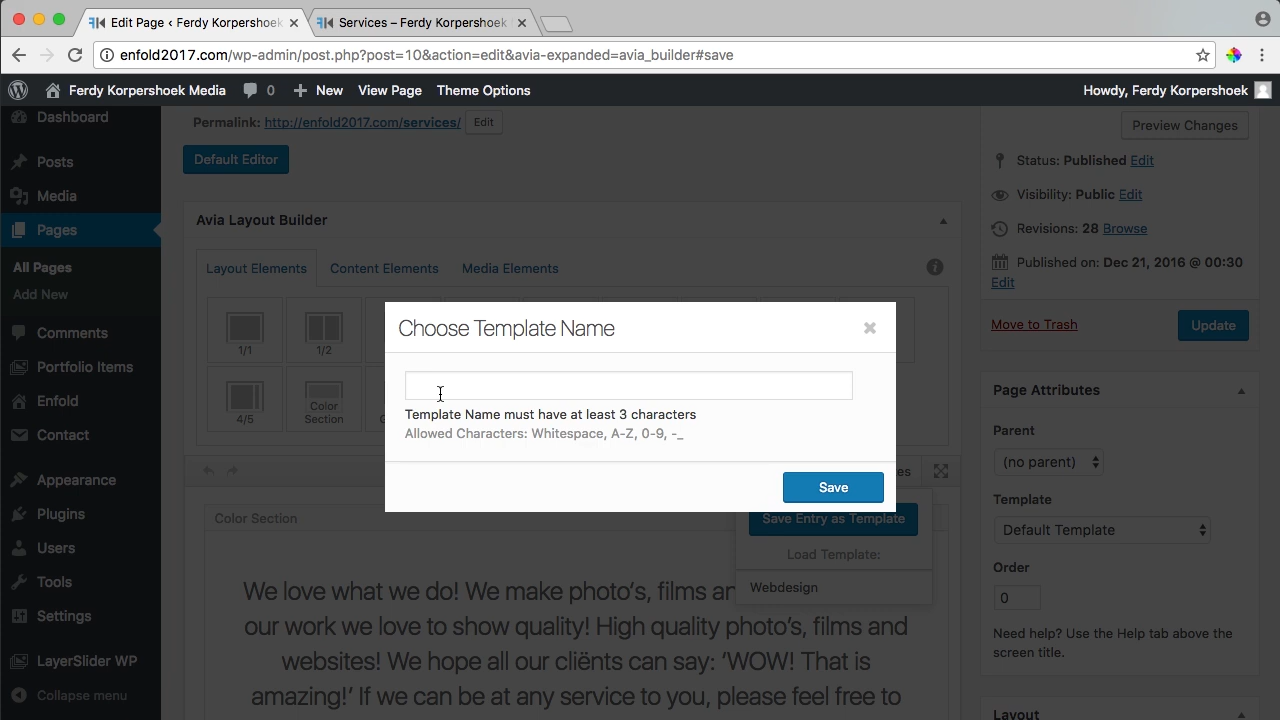 Edit Page ‹ Ferdy Korpershoek
Services – Ferdy Korpershoek
enfold2017.com/wp-admin/post.php?post=10&action=edit&avia-expanded=avia_builder#save
Ferdy Korpershoek Media 0 New View Page Theme Options Howdy, Ferdy Korpershoek
Dashboard
Posts
Media
Pages
All Pages
Add New
Comments
Portfolio Items
Enfold
Contact
Appearance
Plugins
Users
Tools
Settings
LayerSlider WP
Collapse menu
Permalink: http://enfold2017.com/services/ Edit
Default Editor
Avia Layout Builder
Layout Elements Content Elements Media Elements
1/1 1/2
4/5 Color
Section
Choose Template Name
Template Name must have at least 3 characters
Allowed Characters: Whitespace, A-Z, 0-9, -_
Save
Save Entry as Template
Load Template:
Webdesign
Color Section
We love what we do! We make photo's, films an
our work we love to show quality! High quality photo's, films and
websites! We hope all our cliënts can say: 'WOW! That is
amazing!' If we can be at any service to you, please feel free to
Preview Changes
Status: Published Edit
Visibility: Public Edit
Revisions: 28 Browse
Published on: Dec 21, 2016 @ 00:30
Edit
Move to Trash Update
Page Attributes
Parent
(no parent)
Template
Default Template
Order
0
Need help? Use the Help tab above the
screen title.
Layout